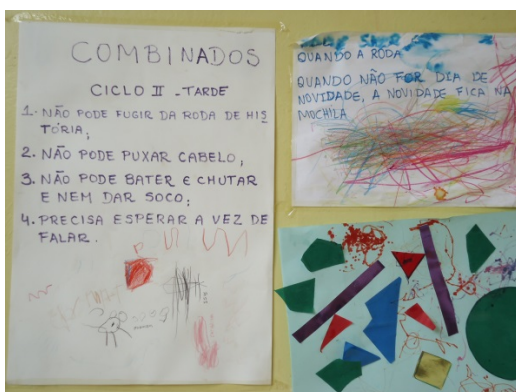 COMBINADOS
CICLO II - TARDE
1. NÃO PODE FUGIR DA RODA DE HIS
TÓRIA;
2. NÃO PODE PUXAR CABELO;
3. NÃO PODE BATER E CHUTAR
E NEM DAR SOCO;
4. PRECISA ESPERAR A VEZ DE
FALAR.
QUANDO A RODA
QUANDO NÃO FOR DIA DE
NOVIDADE, A NOVIDADE FICA NA
MOCHILA